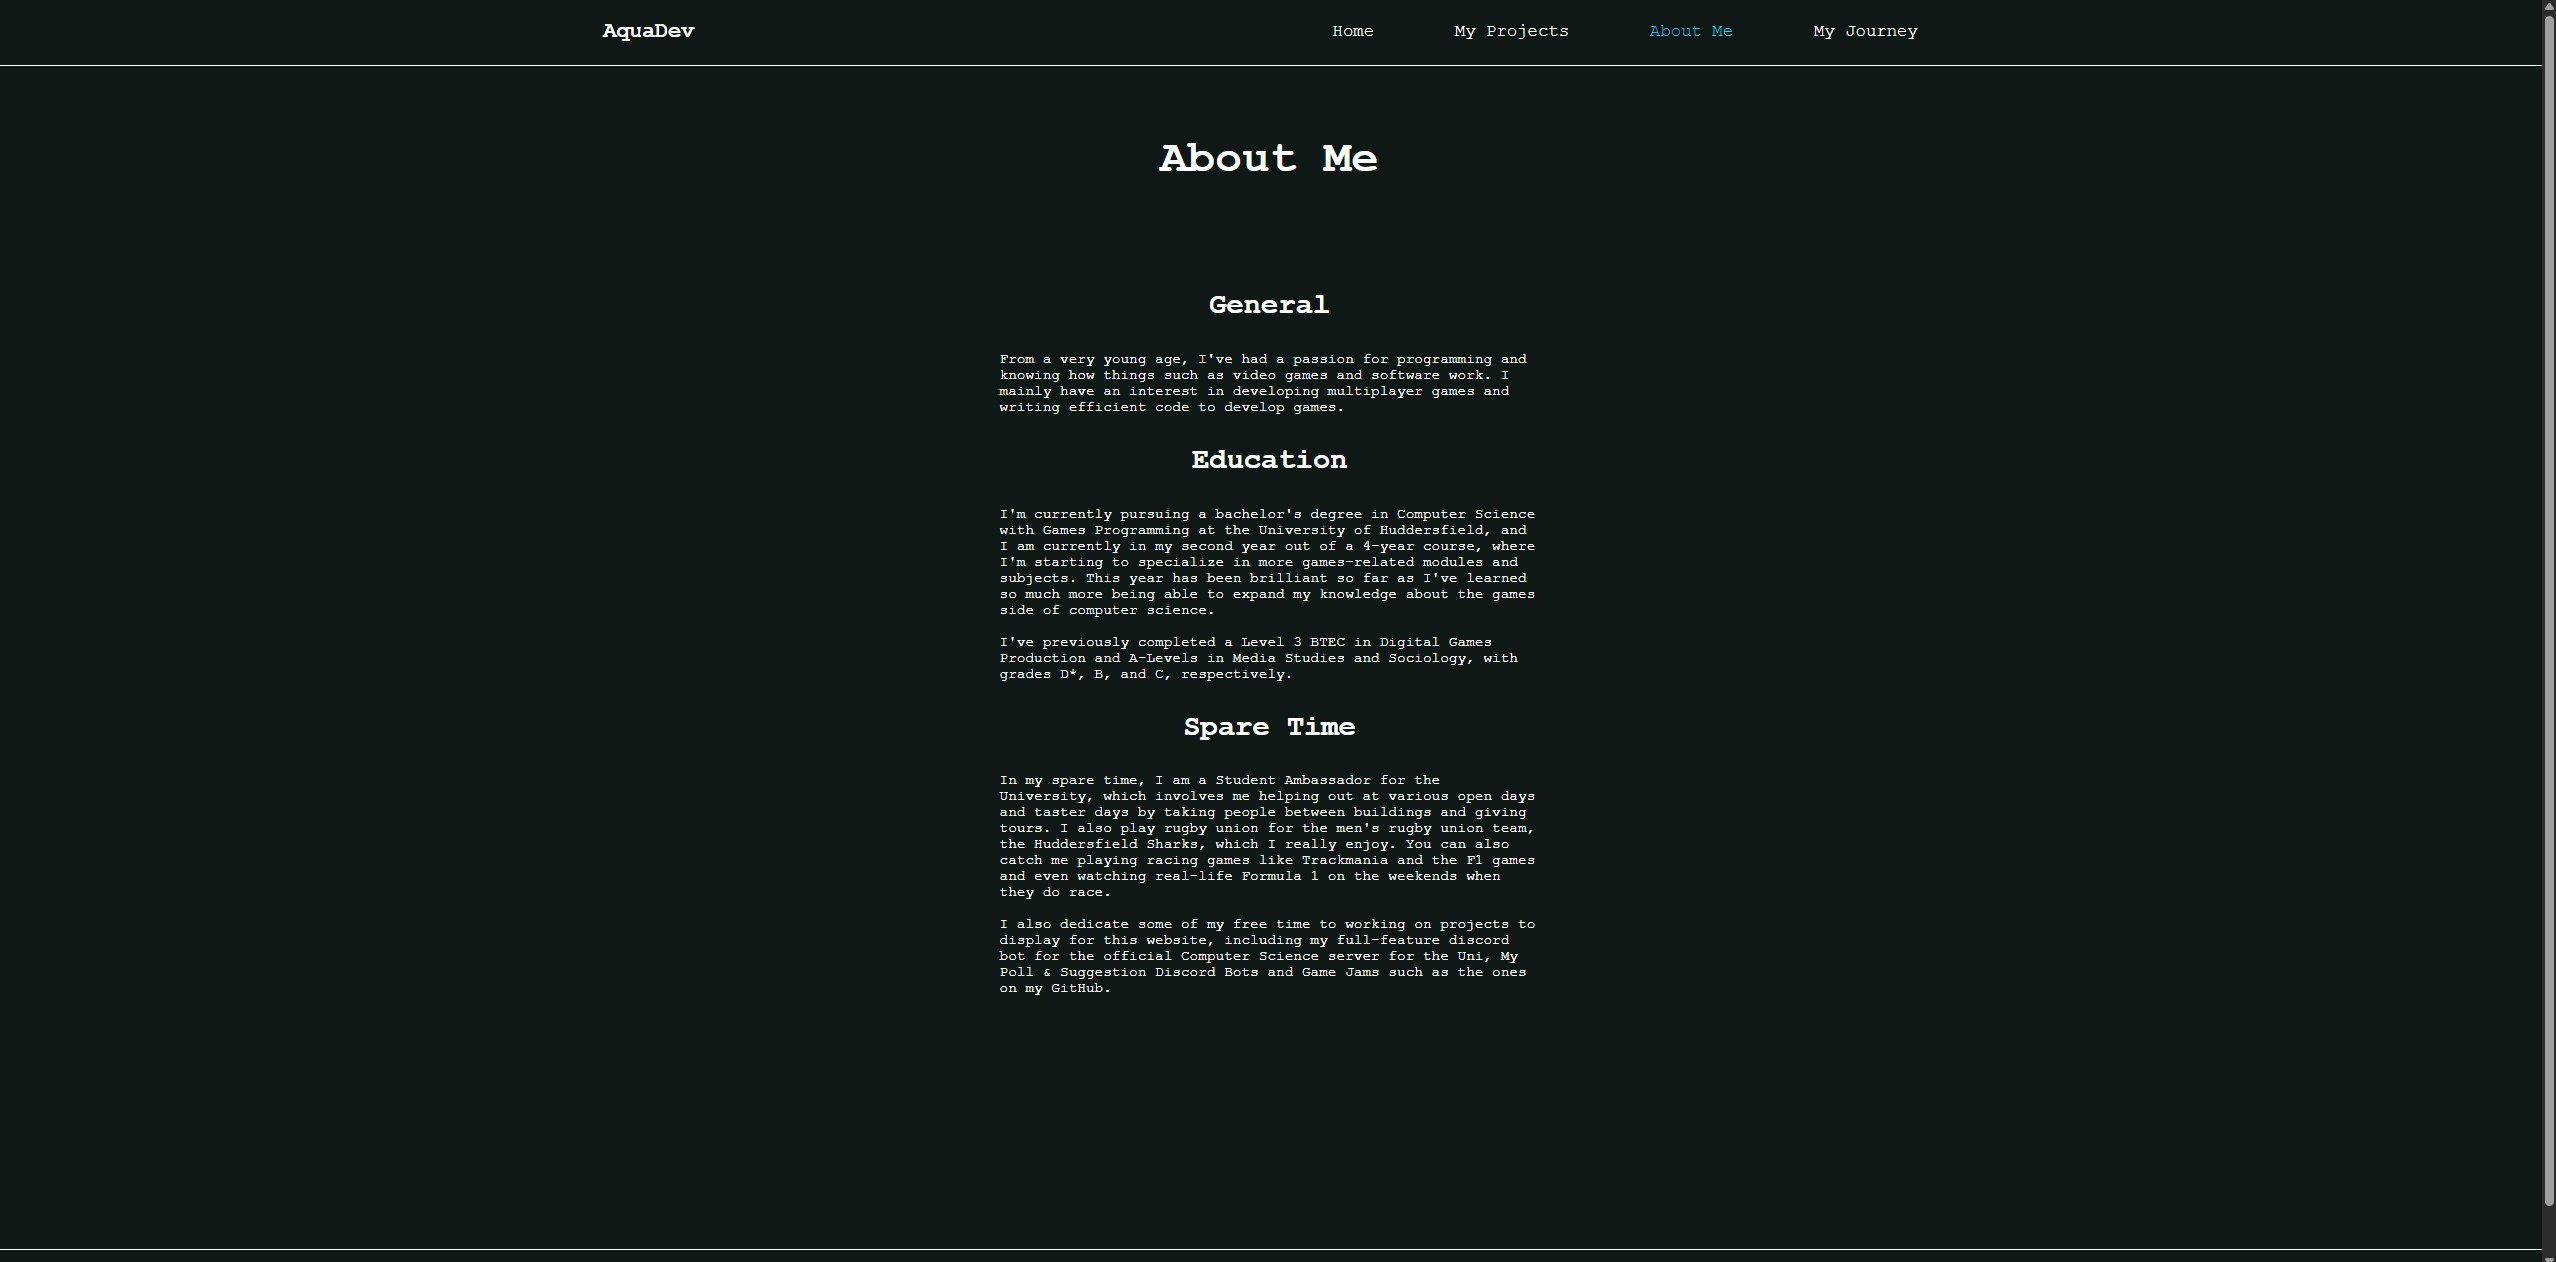 AquaDev
Home
My Projects
About Me
My Journey
About Me
General
From a very young age, I've had a passion for programming and
knowing how things such as video games and software work. I
mainly have an interest in developing multiplayer games and
writing efficient code to develop games.
Education
I'm currently pursuing a bachelor's degree in Computer Science
with Games Programming at the University of Huddersfield, and
I am currently in my second year out of a 4-year course, where
I'm starting to specialize in more games-related modules and
subjects. This year has been brilliant so far as I've learned
so much more being able to expand my knowledge about the games
side of computer science.
I've previously completed a Level 3 BTEC in Digital Games
Production and A-Levels in Media Studies and Sociology, with
grades D*, B, and C, respectively.
Spare Time
In my spare time, I am a Student Ambassador for the
University, which involves me helping out at various open days
and taster days by taking people between buildings and giving
tours. I also play rugby union for the men's rugby union team,
the Huddersfield Sharks, which I really enjoy. You can also
catch me playing racing games like Trackmania and the F1 games
and even watching real-life Formula 1 on the weekends when
they do race.
I also dedicate some of my free time to working on projects to
display for this website, including my full-feature discord
bot for the official Computer Science server for the Uni, My
Poll & Suggestion Discord Bots and Game Jams such as the ones
on my GitHub.